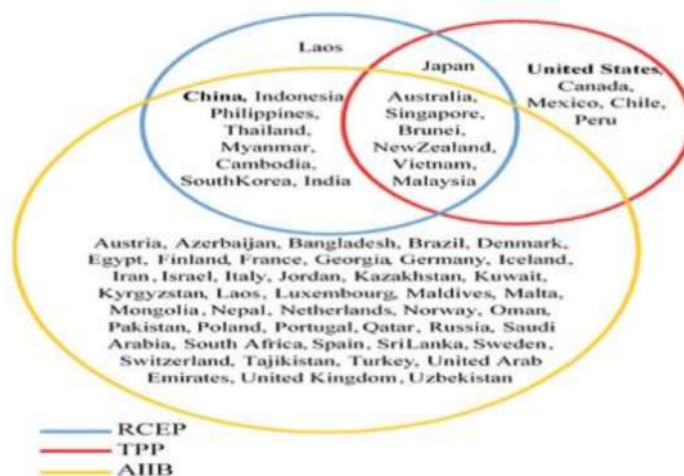 Laos
Japan
United States,
Canada,
Mexico, Chile,
Peru
China, Indonesia
Philippines,
Thailand,
Myanmar,
Cambodia,
SouthKorea, India
Australia,
Singapore,
Brunei,
NewZealand,
Vietnam,
Malaysia
Austria, Azerbaijan, Bangladesh, Brazil, Denmark,
Egypt, Finland, France, Georgia, Germany, Iceland,
Iran, Israel, Italy, Jordan, Kazakhstan, Kuwait,
Kyrgyzstan, Laos, Luxembourg, Maldives, Malta,
Mongolia, Nepal, Netherlands, Norway, Oman,
Pakistan, Poland, Portugal, Qatar, Russia, Saudi
Arabia, South Africa, Spain, SriLanka, Sweden,
Switzerland, Tajikistan, Turkey, United Arab
Emirates, United Kingdom, Uzbekistan
RCEP
TPP
AIIB